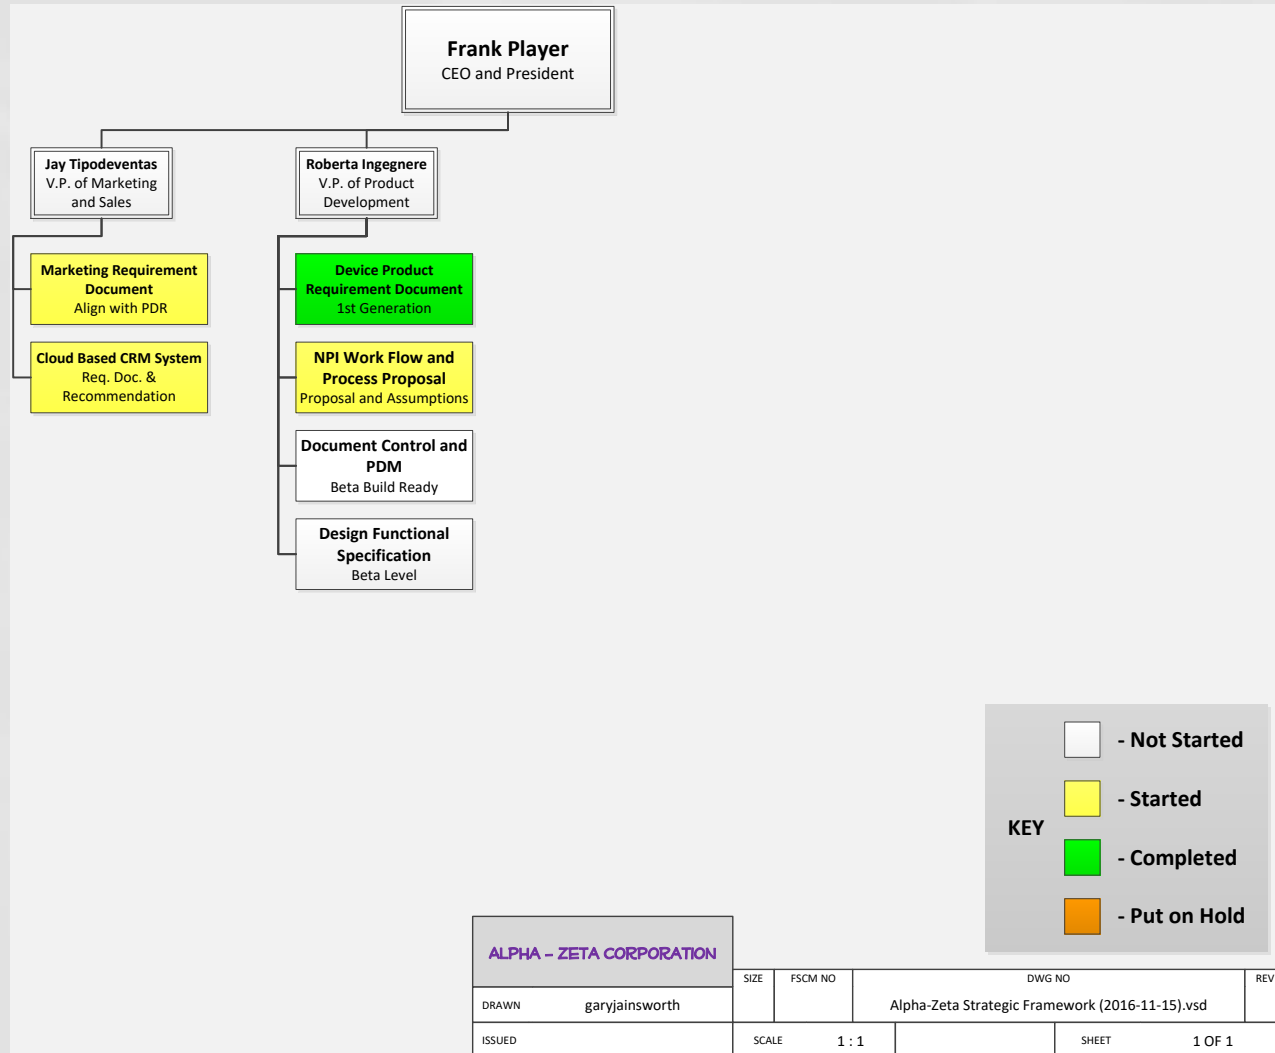 Frank Player
CEO and President
Jay Tipodeventas
V.P. of Marketing
and Sales
Roberta Ingegnere
V.P. of Product
Development
Marketing Requirement
Document
Align with PDR
Cloud Based CRM System
Req. Doc. &
Recommendation
Device Product
Requirement Document
1st Generation
NPI Work Flow and
Process Proposal
Proposal and Assumptions
Document Control and
PDM
Beta Build Ready
Design Functional
Specification
Beta Level
KEY
- Not Started
- Started
- Completed
- Put on Hold
ALPHA - ZETA CORPORATION
DRAWN garyjainsworth
ISSUED
SIZE
FSCM NO
DWG NO
Alpha-Zeta Strategic Framework (2016-11-15).vsd
REV
SCALE 1 : 1
SHEET 1 OF 1